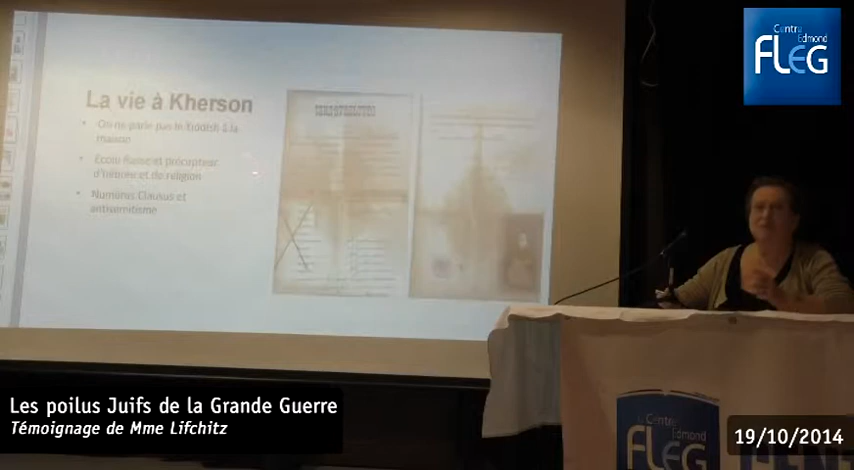 Centre
Edmond
FLEG
La vie à Kherson
• On ne parle pas le Yiddish à la
maison
• Ecole Russe et précepteur
d'hébreu et de religion
• Numérus Clausus et
antisémitisme
Centre
Edmond
FLEG
Les poilus Juifs de la Grande Guerre
Témoignage de Mme Lifchitz
19/10/2014